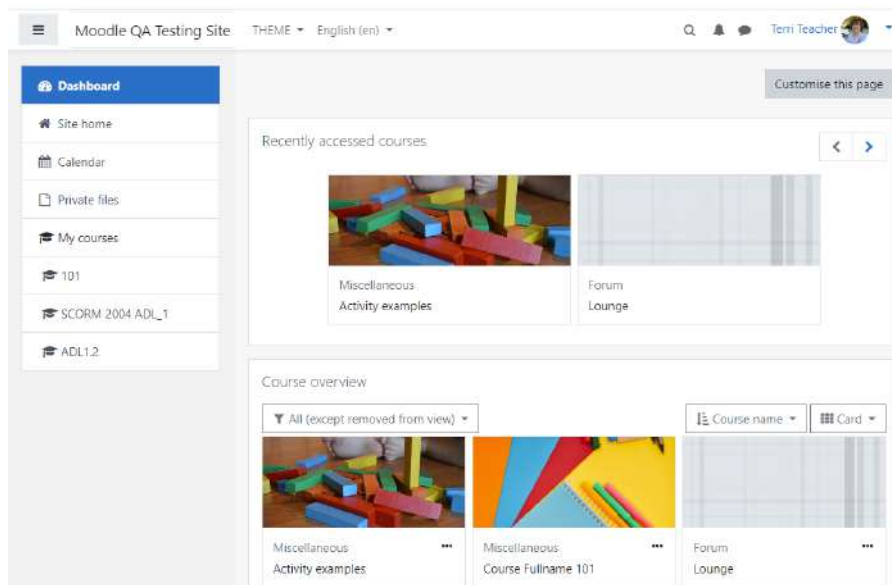 Moodle QA Testing Site THEME English (en) Terri Teacher
Customise this page
Dashboard
Site home
Calendar
Private files
My courses
101
SCORM 2004 ADL_1
ADL1.2
Recently accessed courses
Miscellaneous
Activity examples
Forum
Lounge
Course overview
All (except removed from view) Course name Card
Miscellaneous
Activity examples
Miscellaneous
Course Fullname 101
Forum
Lounge